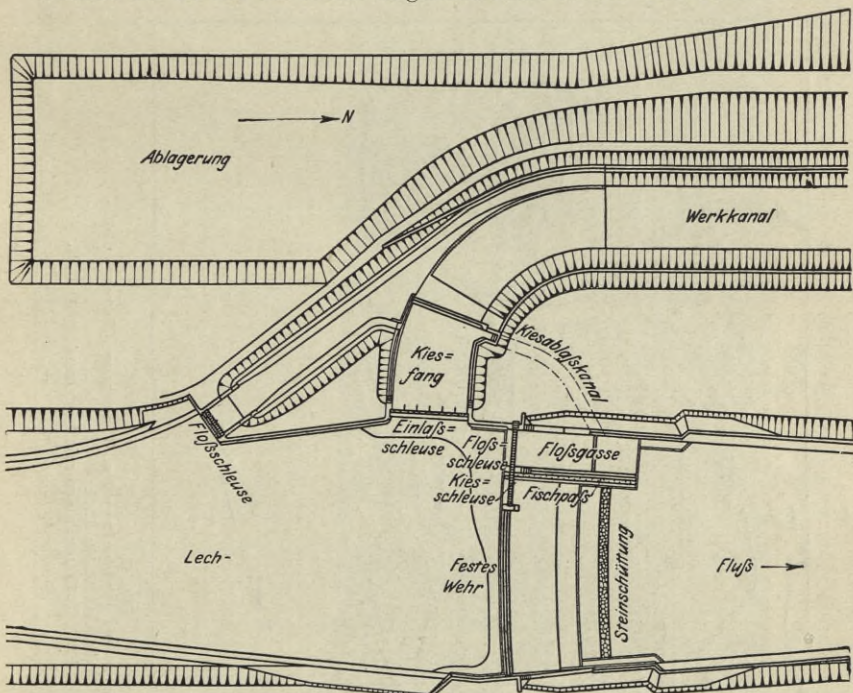 N
Ablagerung
Werkkanal
Kiesablaßkanal
Kies=
fang
Einlaß=
schleuse
Floß=
schleuse
Floßgasse
Floßschleuse
Kies=
schleuse
Fischpaß
Lech-
Festes
Wehr
Steinschüttung
Fluß